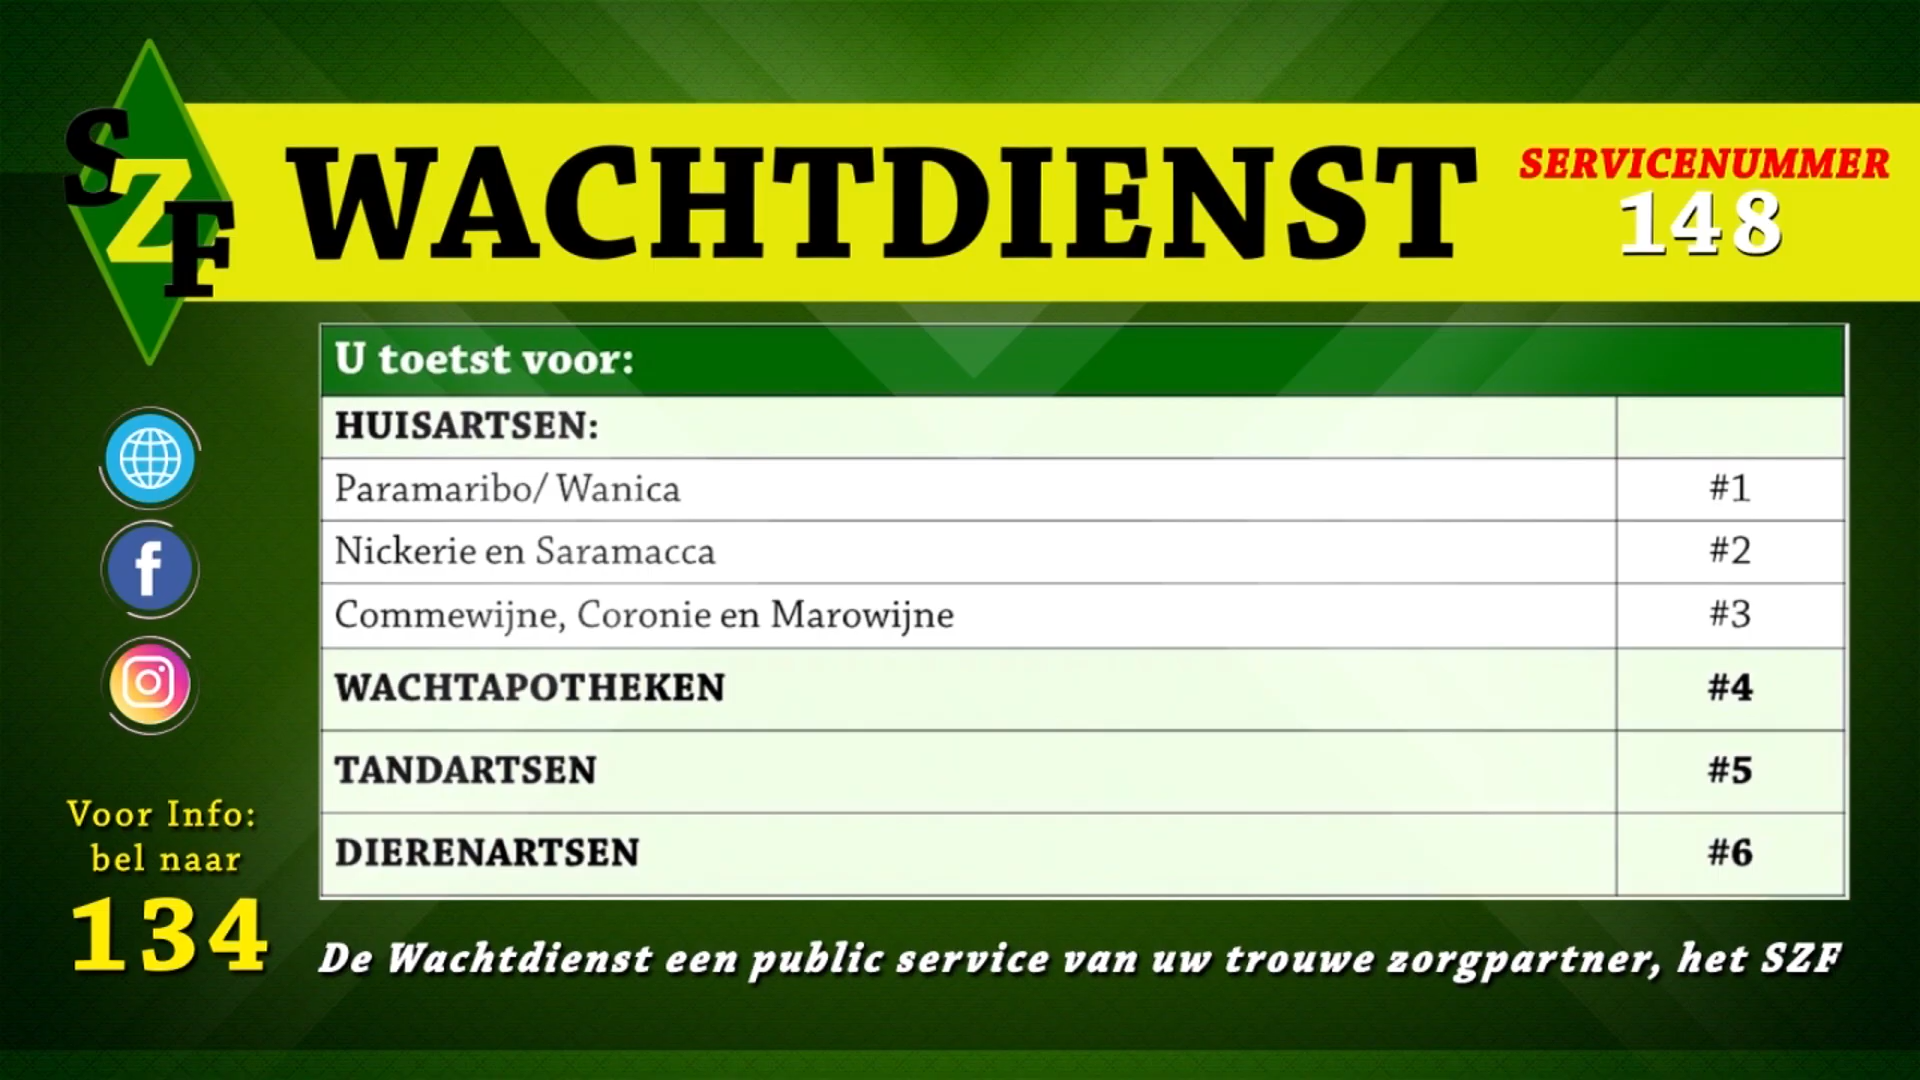 SZF
WACHTDIENST
SERVICENUMMER
148
U toetst voor:
HUISARTSEN:
Paramaribo/ Wanica #1
Nickerie en Saramacca #2
Commewijne, Coronie en Marowijne #3
WACHTAPOTHEKEN #4
TANDARTSEN #5
DIERENARTSEN #6
Voor Info:
bel naar
134
De Wachtdienst een public service van uw trouwe zorgpartner, het SZF